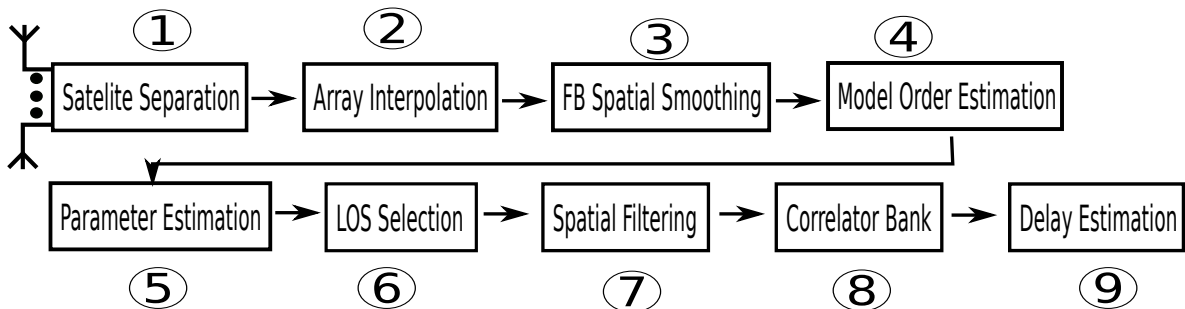 1
2
3
4
Satelite Separation
Array Interpolation
FB Spatial Smoothing
Model Order Estimation
Parameter Estimation
LOS Selection
Spatial Filtering
Correlator Bank
Delay Estimation
5
6
7
8
9